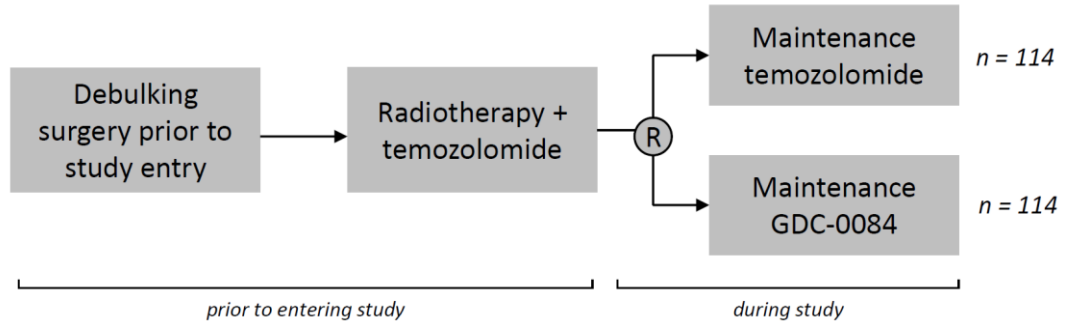 Debulking
surgery prior to
study entry
Radiotherapy +
temozolomide
R
Maintenance
temozolomide
n = 114
Maintenance
GDC-0084
n = 114
prior to entering study
during study